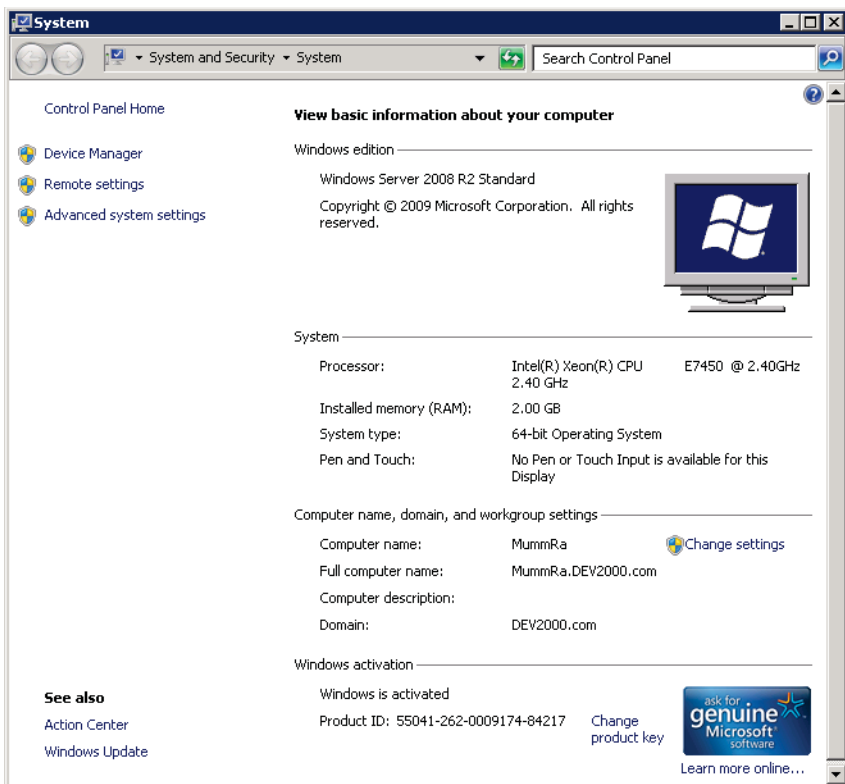 System
System and Security System
Search Control Panel
Control Panel Home
Device Manager
Remote settings
Advanced system settings
View basic information about your computer
Windows edition
Windows Server 2008 R2 Standard
Copyright © 2009 Microsoft Corporation. All rights
reserved.
System
Processor: Intel(R) Xeon(R) CPU E7450 @ 2.40GHz
2.40 GHz
Installed memory (RAM): 2.00 GB
System type: 64-bit Operating System
Pen and Touch: No Pen or Touch Input is available for this
Display
Computer name, domain, and workgroup settings
Computer name: MummRa Change settings
Full computer name: MummRa.DEV2000.com
Computer description:
Domain: DEV2000.com
Windows activation
Windows is activated
Product ID: 55041-262-0009174-84217 Change
product key
ask for
genuine
Microsoft®
software
Learn more online...
See also
Action Center
Windows Update